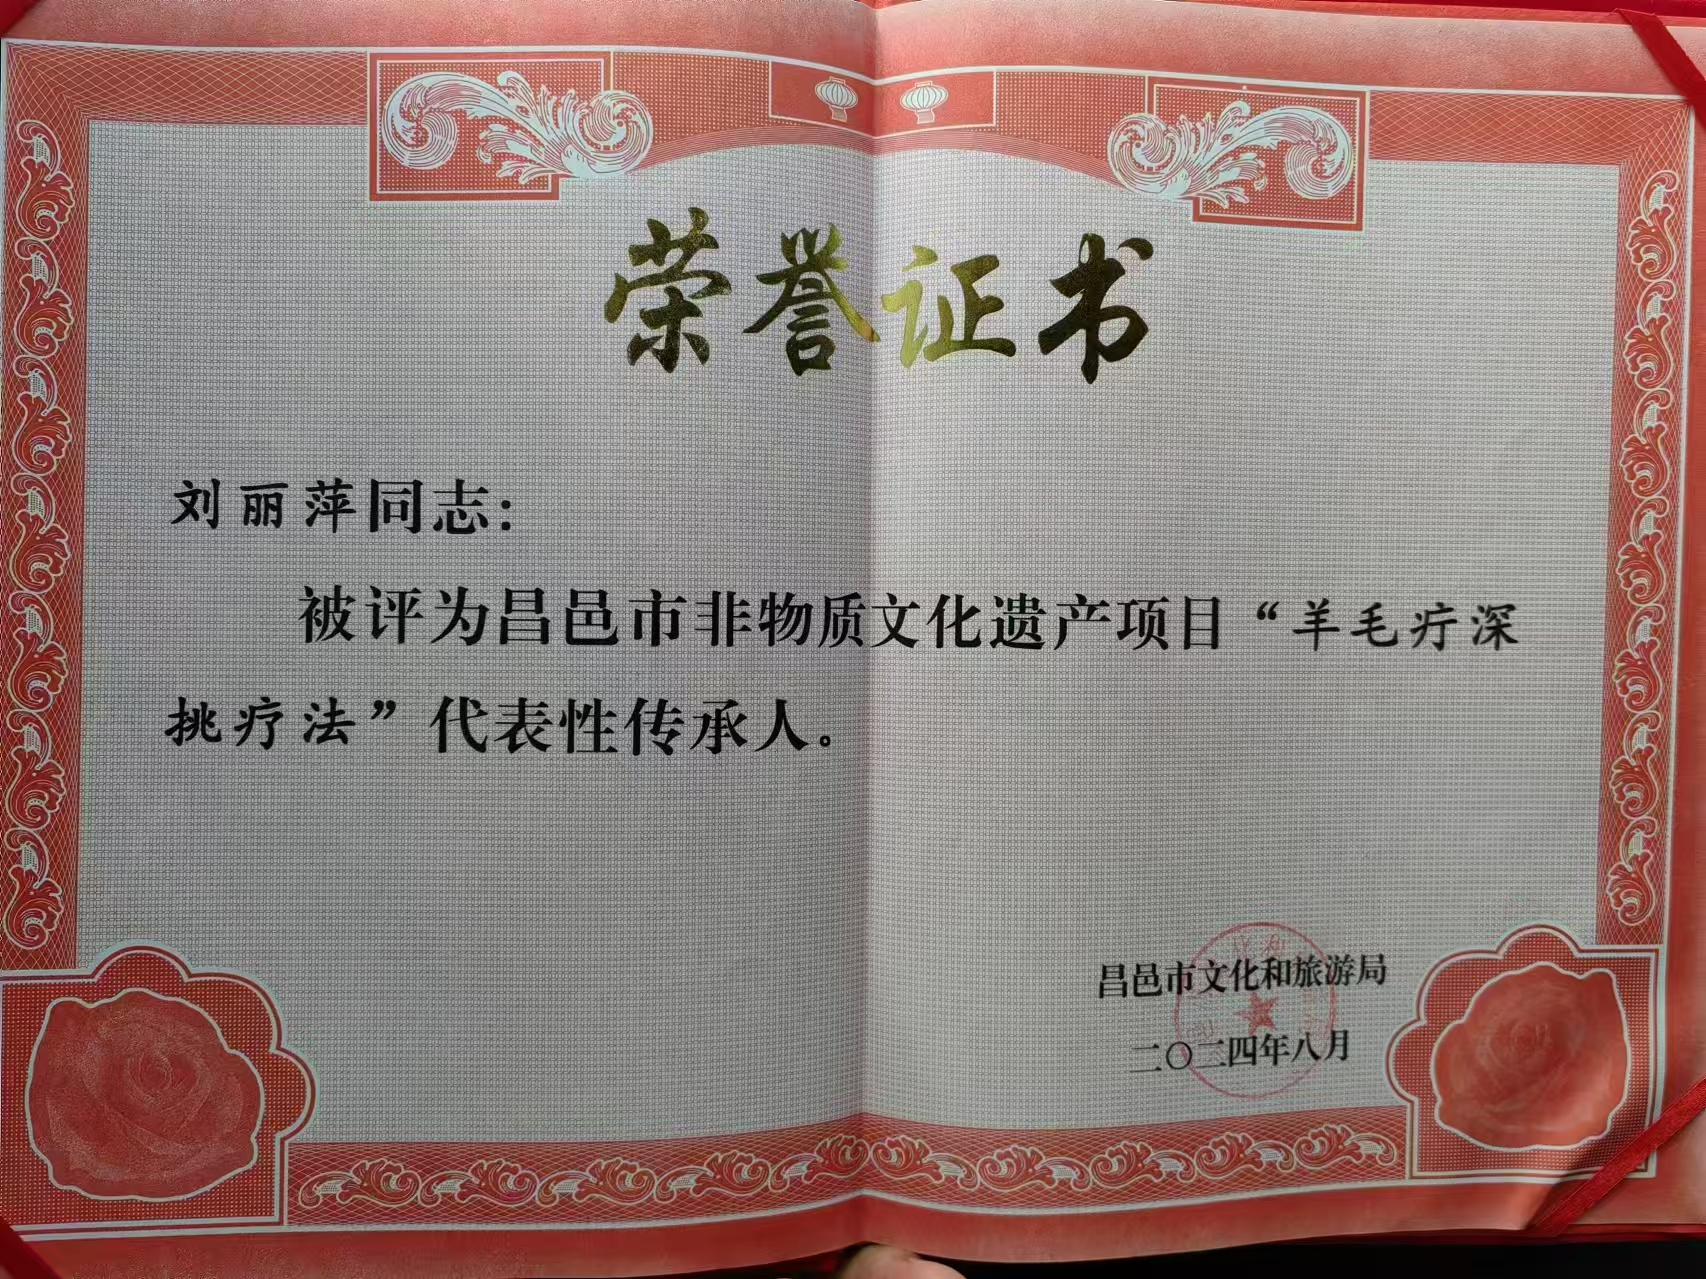 荣誉证书
刘丽萍同志：
被评为昌邑市非物质文化遗产项目“羊毛疔深
挑疗法”代表性传承人。
昌邑市文化和旅游局
二〇二四年八月